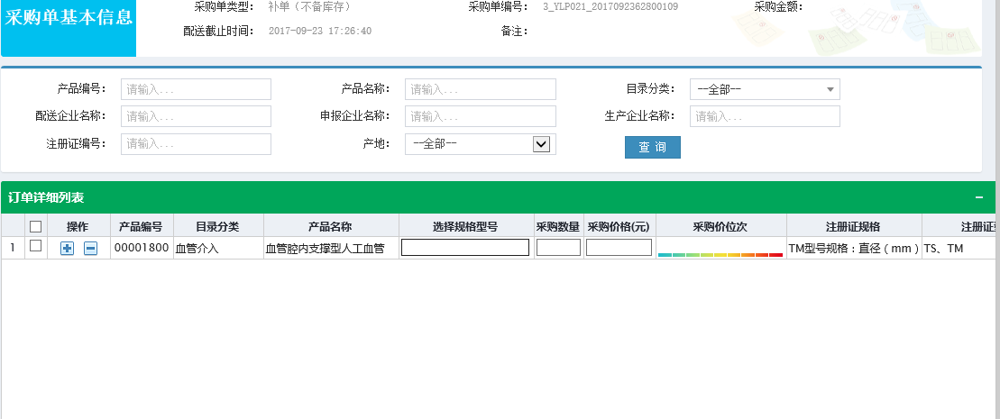 采购单基本信息
采购单类型： 补单（不备库存） 采购单编号： 3_YLP021_2017092362800109 采购金额：
配送截止时间： 2017-09-23 17:26:40 备注：
产品编号： 请输入... 产品名称： 请输入... 目录分类： --全部--
配送企业名称： 请输入... 申报企业名称： 请输入... 生产企业名称： 请输入...
注册证编号： 请输入... 产地： --全部-- 查 询
订单详细列表
操作 产品编号 目录分类 产品名称 选择规格型号 采购数量 采购价格(元) 采购价位次 注册证规格 注册证
1 00001800 血管介入 血管腔内支撑型人工血管 TM型号规格：直径（mm） TS、TM